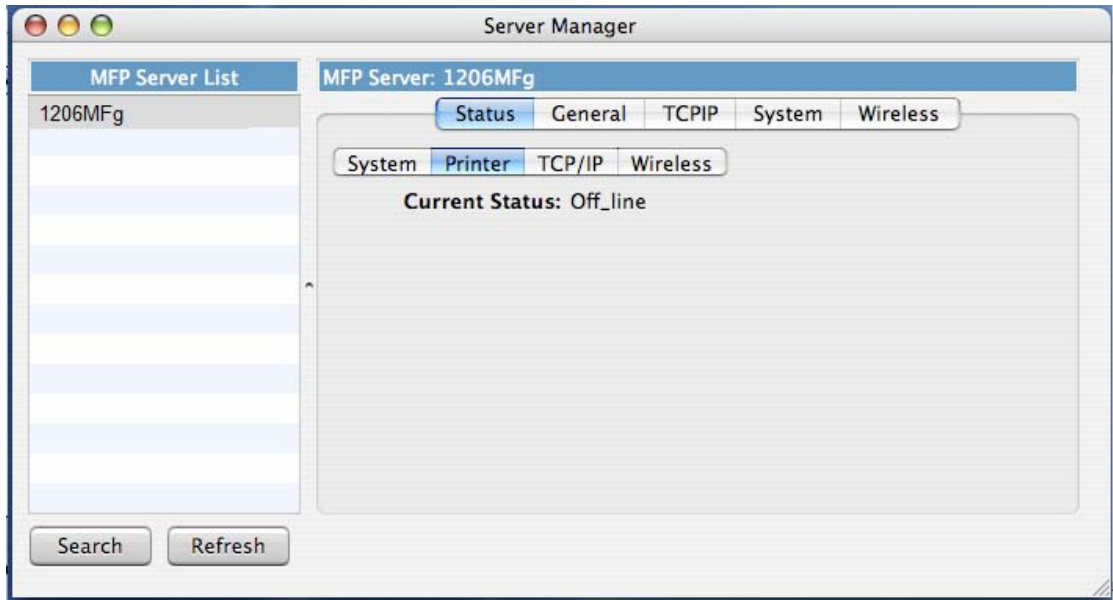 Server Manager
MFP Server List
1206MFg
MFP Server: 1206MFg
Status General TCPIP System Wireless
System Printer TCP/IP Wireless
Current Status: Off_line
Search Refresh